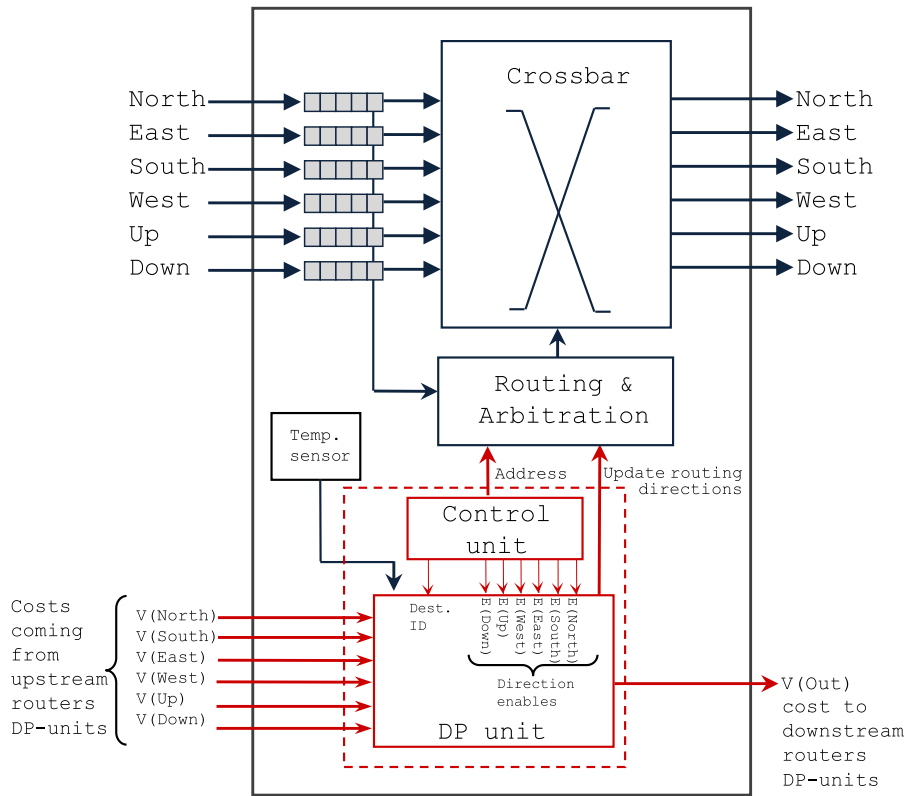 Crossbar
North
East
South
West
Up
Down
North
East
South
West
Up
Down
Routing &
Arbitration
Temp.
sensor
Address
Update routing
directions
Control
unit
Dest.
ID
E(Down)
E(Up)
E(West)
E(East)
E(South)
E(North)
Direction
enables
DP unit
Costs
coming
from
upstream
routers
DP-units
V(North)
V(South)
V(East)
V(West)
V(Up)
V(Down)
V(Out)
cost to
downstream
routers
DP-units